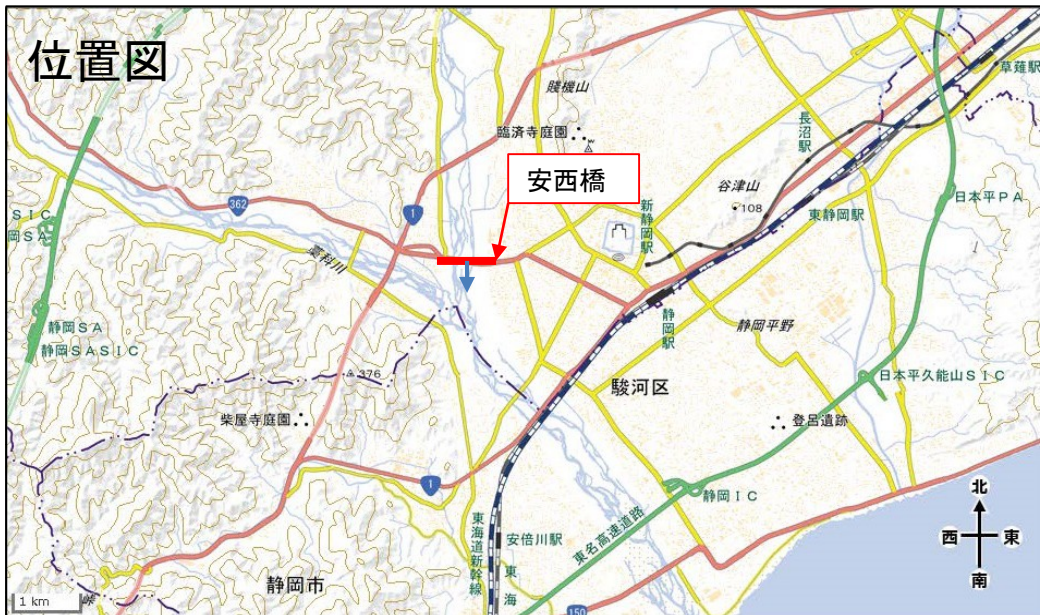 位置図
賤機山
臨済寺庭園
安西橋
草薙駅
長沼駅
谷津山
108
新静岡駅
東静岡駅
日本平PA
362
1
SIC
岡SA
藁科川
静岡SA
静岡SASIC
静岡駅
静岡平野
376
駿河区
日本平久能山SIC
柴屋寺庭園
登呂遺跡
1
静岡IC
東名高速道路
東海道新幹線
安倍川駅
東海
静岡市
150
峠
1 km
北
西
東
南